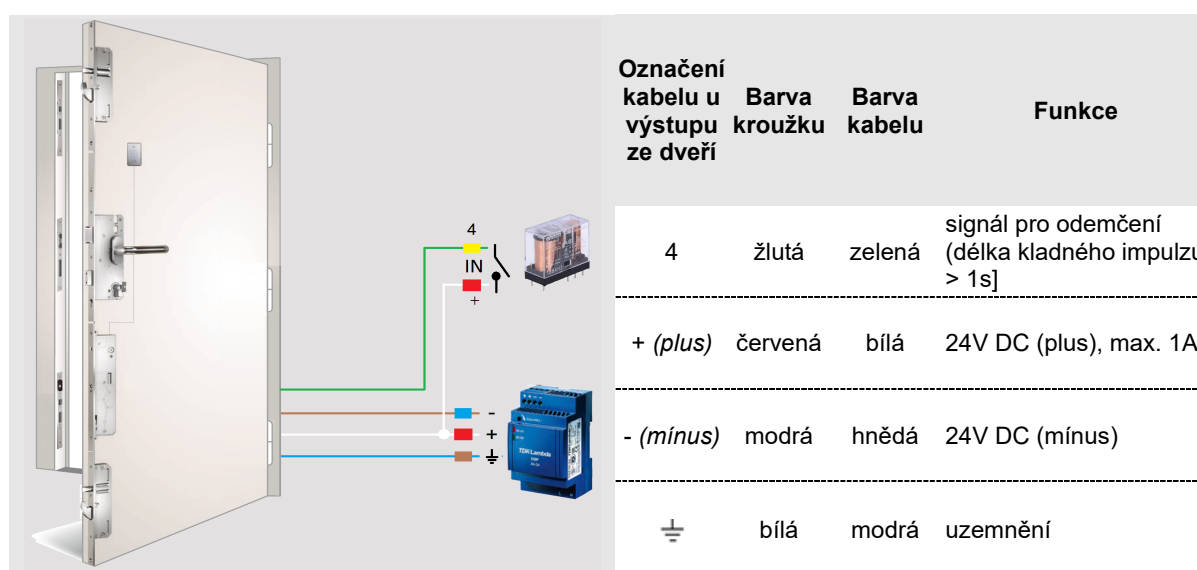 Označení
kabelu u
výstupu
ze dveří
Barva
kroužku
Barva
kabelu
Funkce
4
IN
+
-
+
TDK·Lambda
4
žlutá
zelená
signál pro odemčení
(délka kladného impulzu
> 1s]
+ (plus)
červená
bílá
24V DC (plus), max. 1A
- (mínus)
modrá
hnědá
24V DC (mínus)
bílá
modrá
uzemnění